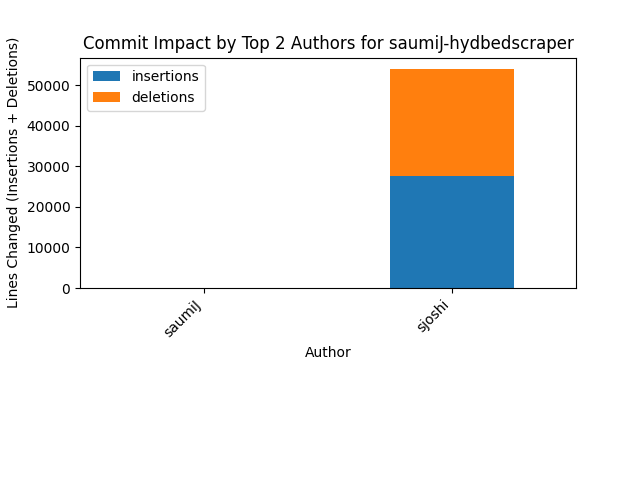 Commit Impact by Top 2 Authors for saumiJ-hydbedscraper
Lines Changed (Insertions + Deletions)
50000
40000
30000
20000
10000
0
insertions
deletions
saumiJ
sjoshi
Author